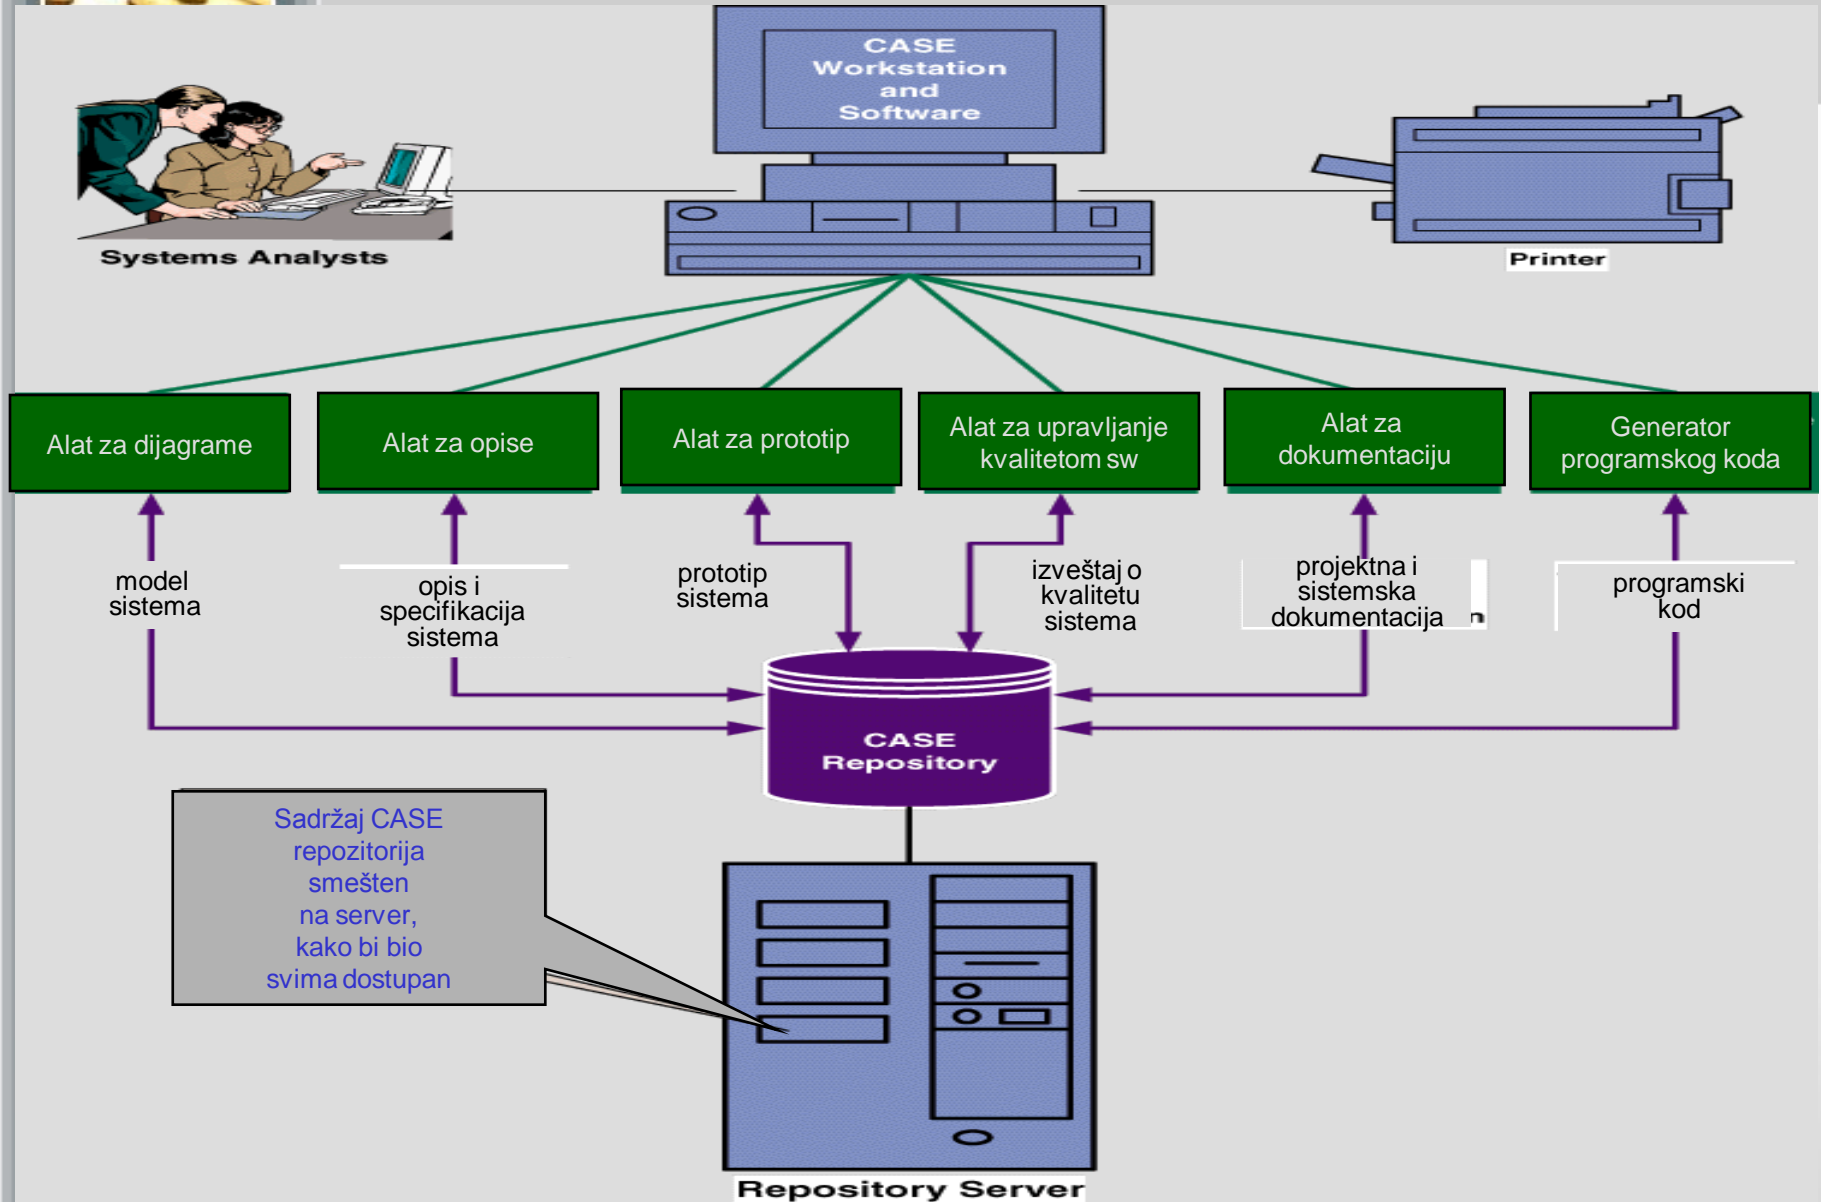 CASE
Workstation
and
Software
Systems Analysts
Printer
Alat za dijagrame
Alat za opise
Alat za prototip
Alat za upravljanje
kvalitetom sw
Alat za
dokumentaciju
Generator
programskog koda
model
sistema
opis i
specifikacija
sistema
prototip
sistema
izveštaj o
kvalitetu
sistema
projektna i
sistemska
dokumentacija
programski
kod
CASE
Repository
Sadržaj CASE
repozitorija
smešten
na server,
kako bi bio
svima dostupan
Repository Server